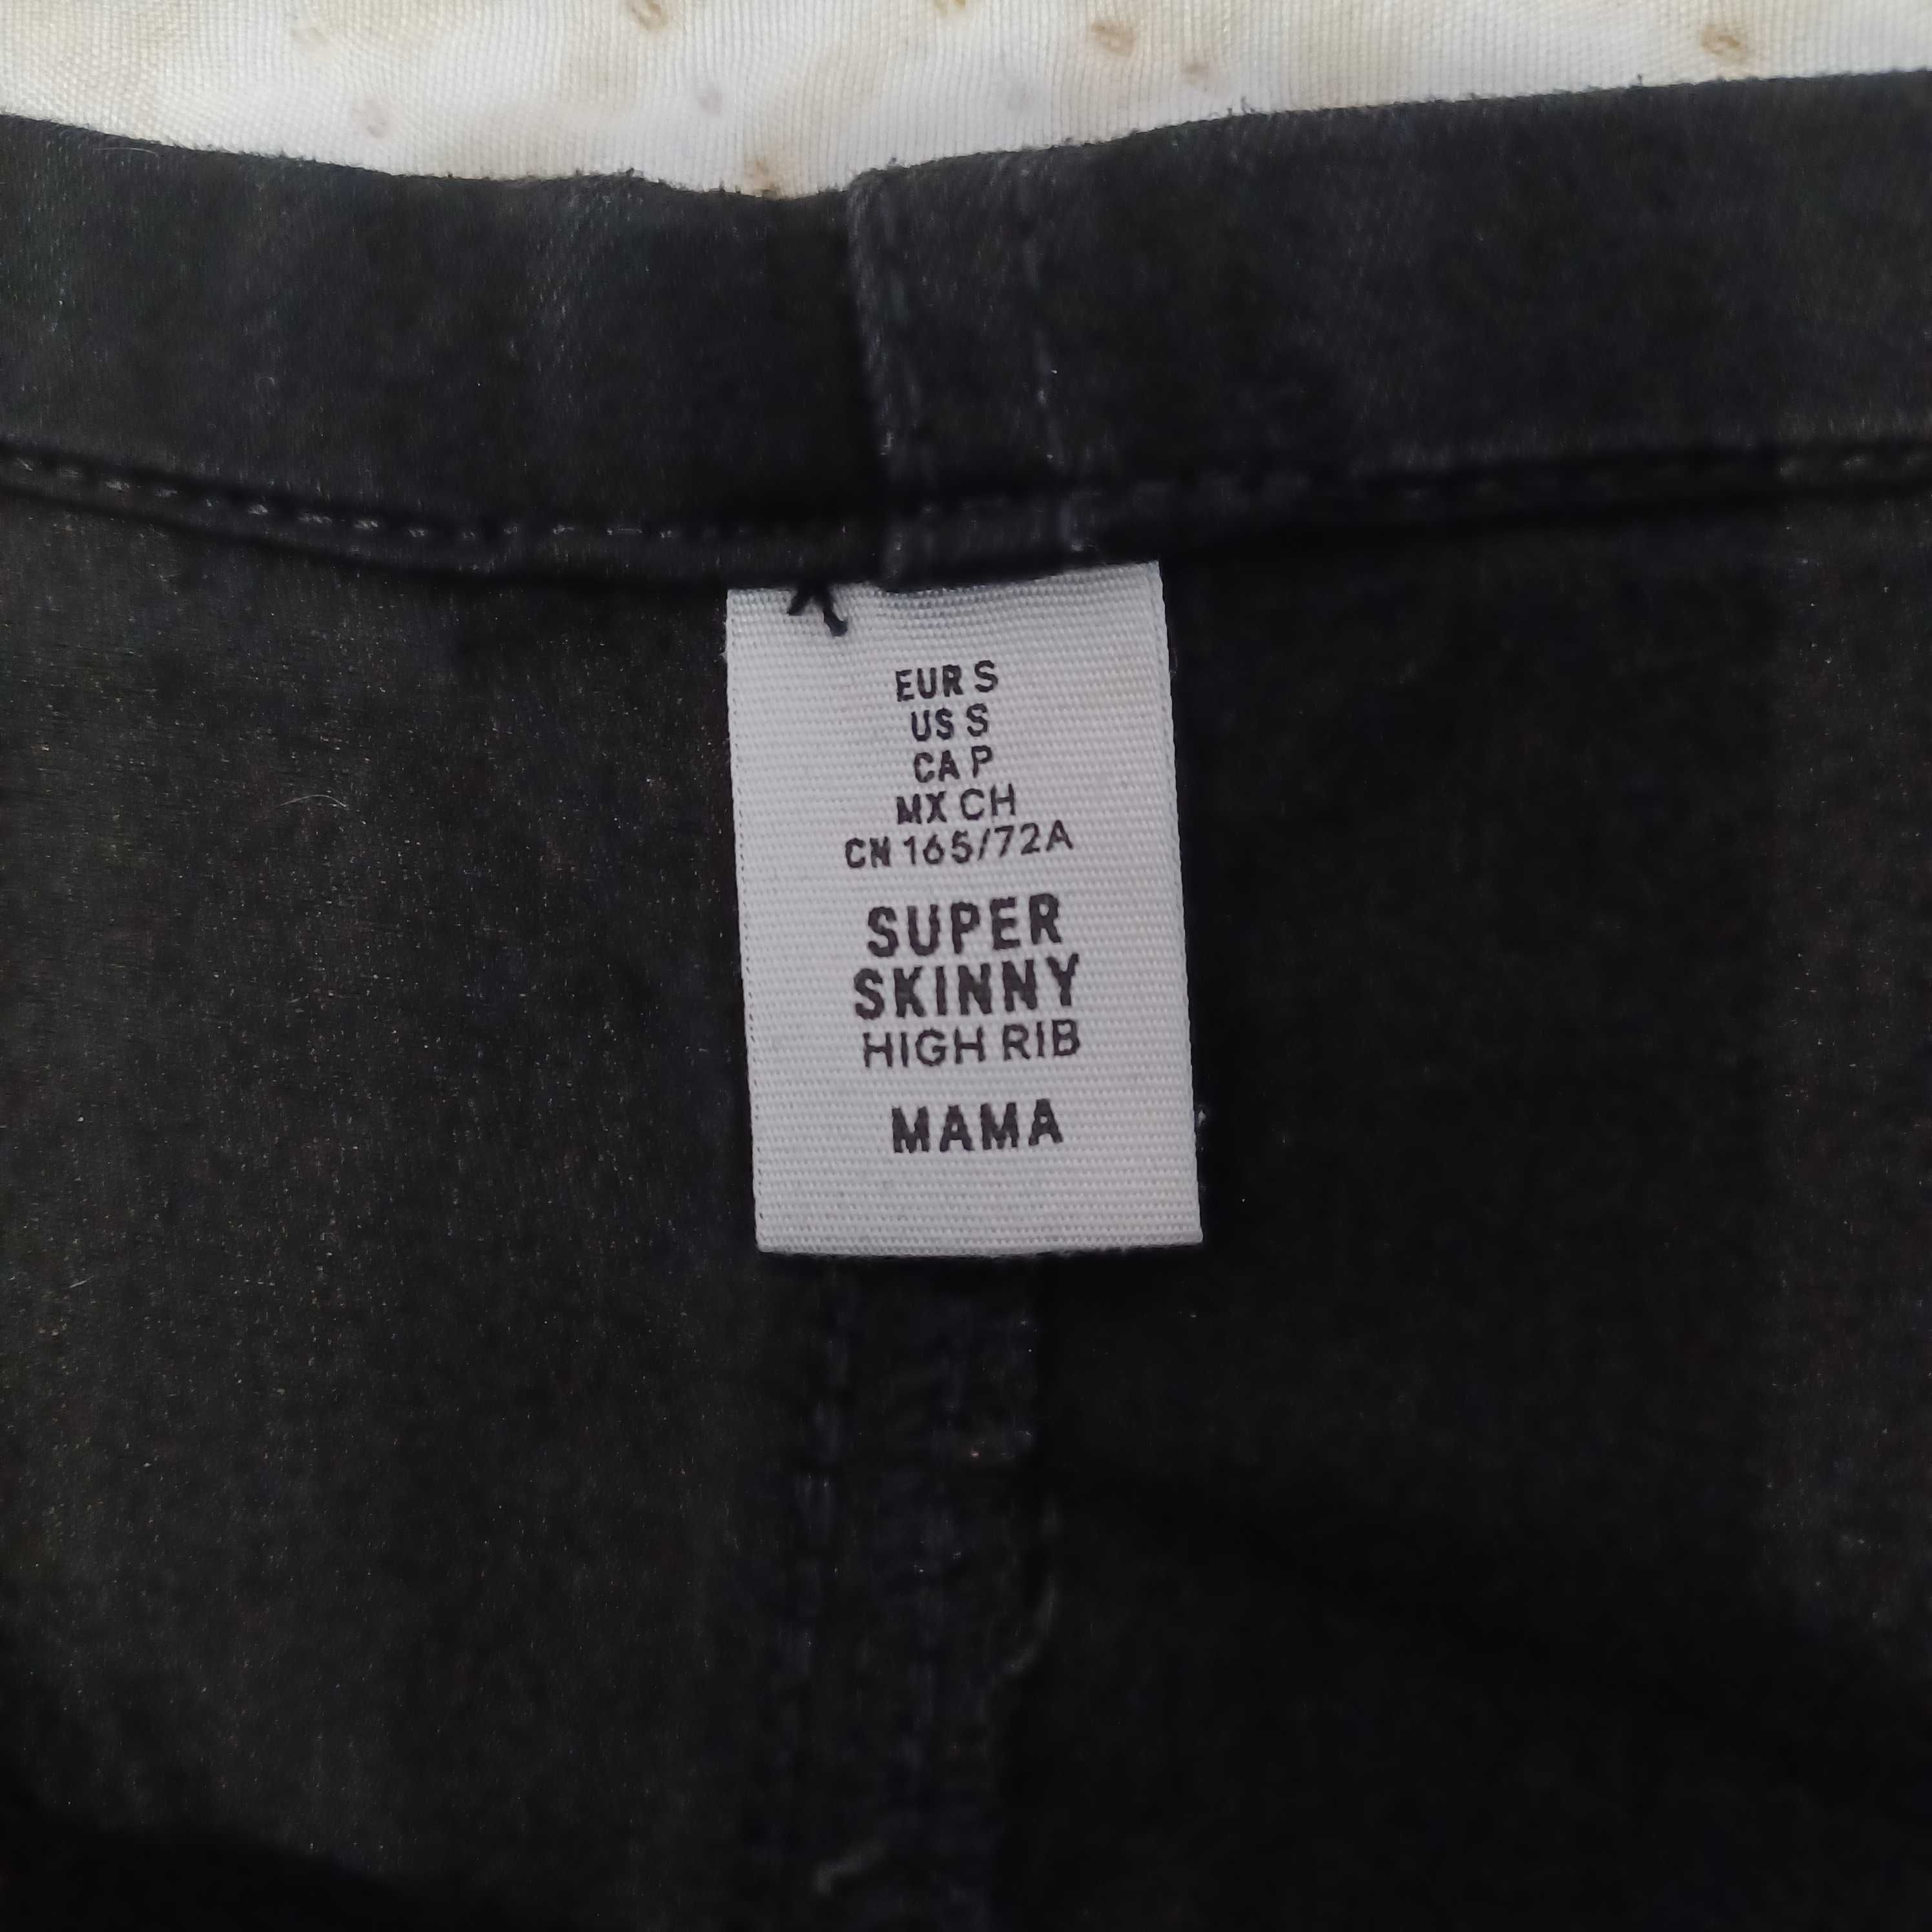 EUR S
US S
CA P
MX CH
CN 165/72A
SUPER
SKINNY
HIGH RIB
MAMA